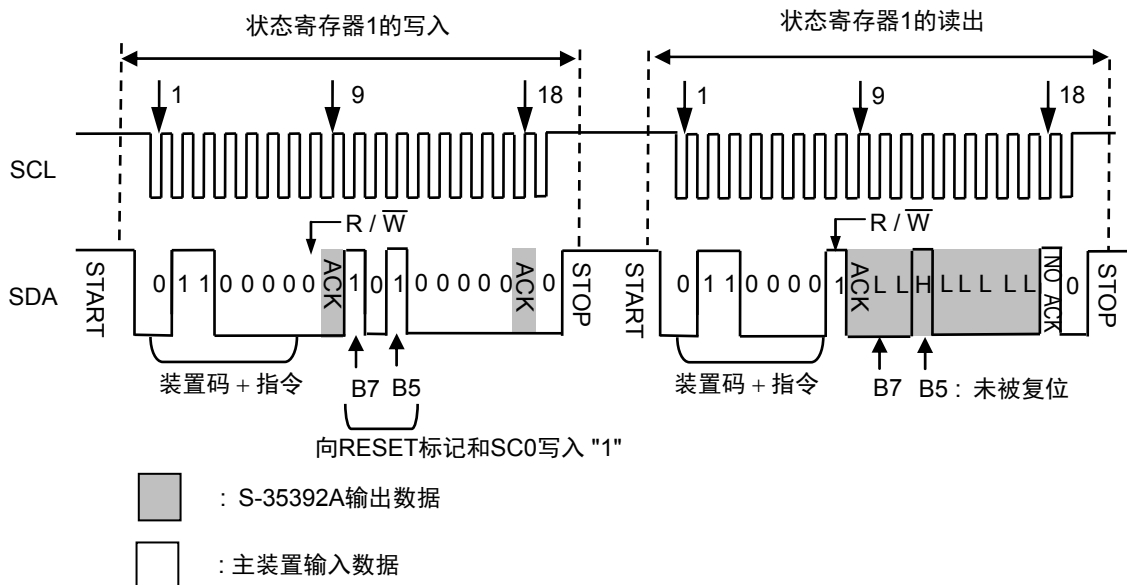 状态寄存器1的写入 状态寄存器1的读出
1 9 18 1 9 18
SCL
R / W R / W
SDA
START 0 1 1 0 0 0 0 0 ACK 1 0 1 0 0 0 0 0 ACK 0 STOP START 0 1 1 0 0 0 0 1 ACK L L H L L L L L NO ACK 0 STOP
装置码 + 指令 B7 B5 装置码 + 指令 B7 B5 : 未被复位
向RESET标记和SC0写入 "1"
: S-35392A输出数据
: 主装置输入数据